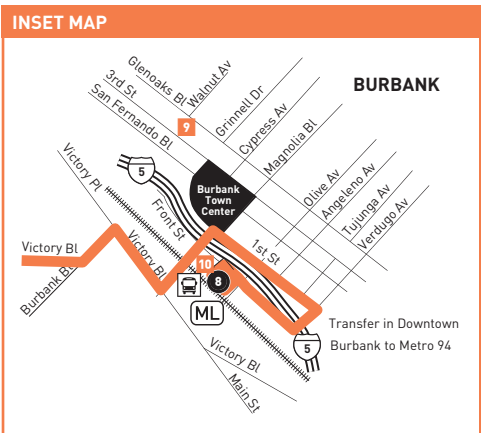 INSET MAP
BURBANK
Glenoaks Bl
Walnut Av
3rd St
San Fernando Bl
Grinnell Dr
Cypress Av
Magnolia Bl
9
Victory Pl
5
Burbank
Town
Center
Olive Av
Angeleno Av
Tujunga Av
Verdugo Av
Front St
1st St
Victory Bl
Burbank Bl
Victory Bl
10
8
ML
Transfer in Downtown
Burbank to Metro 94
5
Victory Bl
Main St